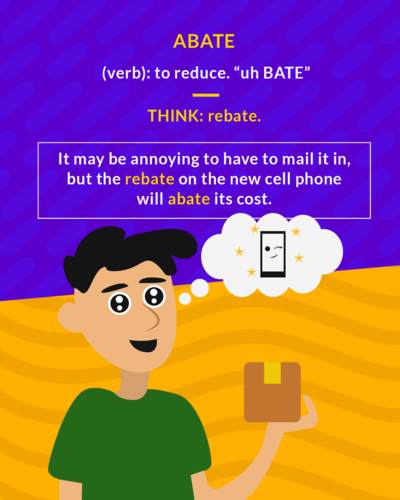 ABATE
(verb): to reduce. “uh BATE”
THINK: rebate.
It may be annoying to have to mail it in,
but the rebate on the new cell phone
will abate its cost.